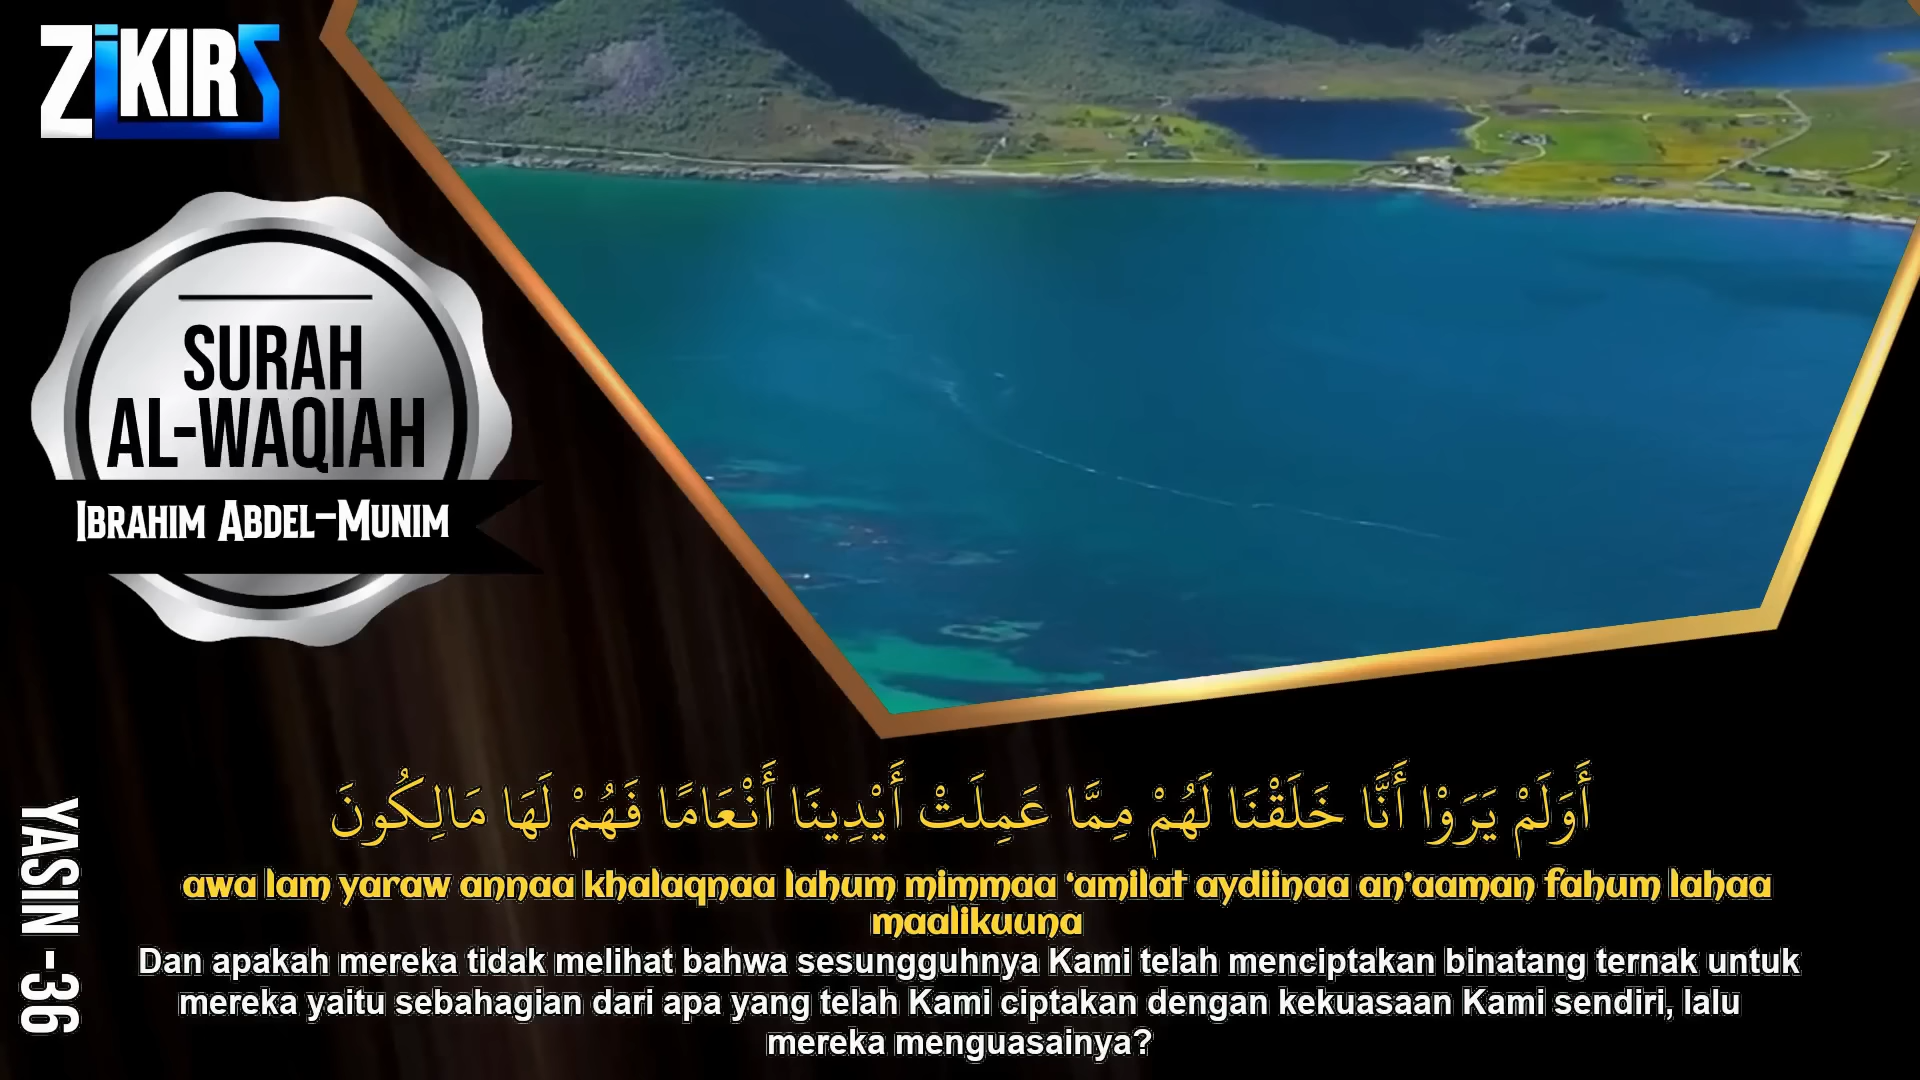 ZiKIR
SURAH
AL-WAQIAH
IBRAHIM ABDEL-MUNIM
YASIN -36
أَوَلَمْ يَرَوْا أَنَّا خَلَقْنَا لَهُمْ مِمَّا عَمِلَتْ أَيْدِينَا أَنْعَامًا فَهُمْ لَهَا مَالِكُونَ
awa lam yaraw annaa khalaqnaa lahum mimmaa ‘amilat aydiinaa an’aaman fahum lahaa
maalikuuna
Dan apakah mereka tidak melihat bahwa sesungguhnya Kami telah menciptakan binatang ternak untuk
mereka yaitu sebahagian dari apa yang telah Kami ciptakan dengan kekuasaan Kami sendiri, lalu
mereka menguasainya?